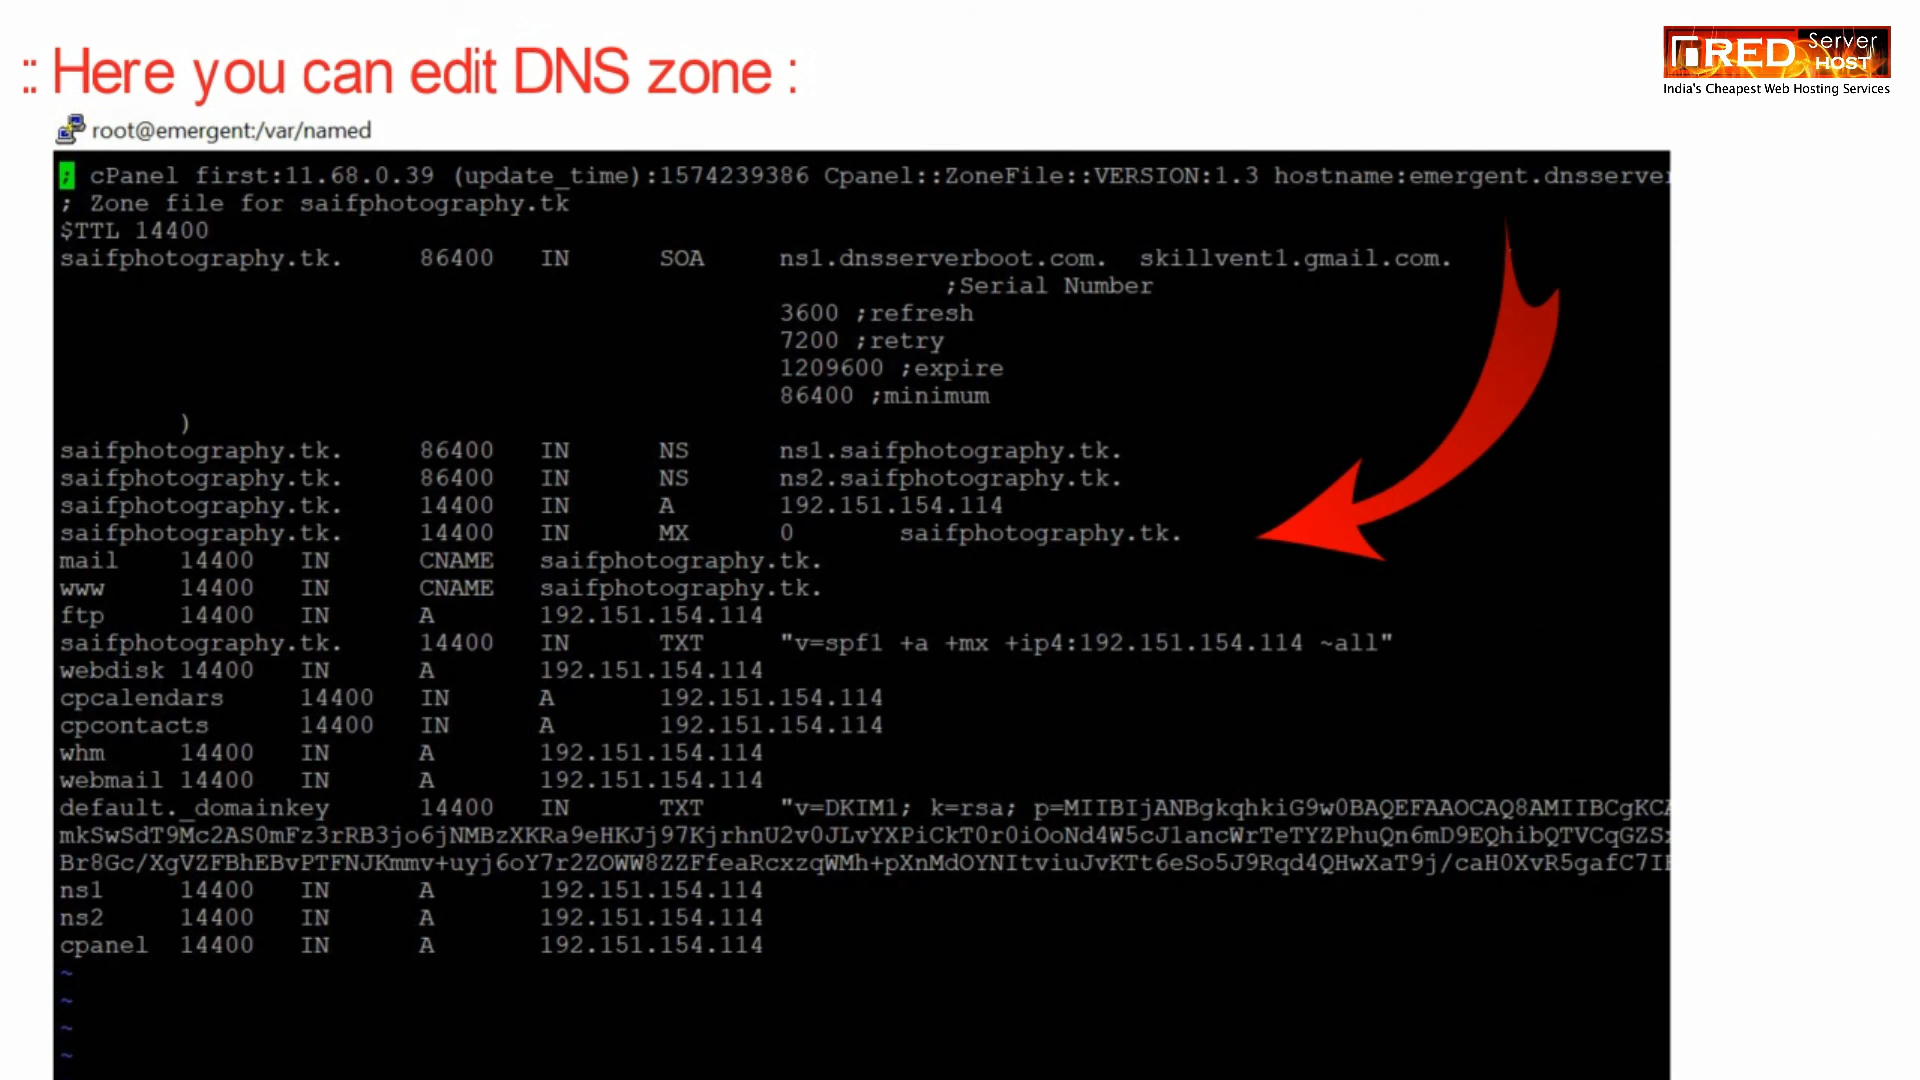 :: Here you can edit DNS zone :
RED Server HOST
India's Cheapest Web Hosting Services
root@emergent:/var/named
; cPanel first:11.68.0.39 (update_time):1574239386 Cpanel::ZoneFile::VERSION:1.3 hostname:emergent.dnsserver
; Zone file for saifphotography.tk
$TTL 14400
saifphotography.tk. 86400 IN SOA ns1.dnsserverboot.com. skillvent1.gmail.com.
;Serial Number
3600 ;refresh
7200 ;retry
1209600 ;expire
86400 ;minimum
)
saifphotography.tk. 86400 IN NS ns1.saifphotography.tk.
saifphotography.tk. 86400 IN NS ns2.saifphotography.tk.
saifphotography.tk. 14400 IN A 192.151.154.114
saifphotography.tk. 14400 IN MX 0 saifphotography.tk.
mail 14400 IN CNAME saifphotography.tk.
www 14400 IN CNAME saifphotography.tk.
ftp 14400 IN A 192.151.154.114
saifphotography.tk. 14400 IN TXT "v=spf1 +a +mx +ip4:192.151.154.114 ~all"
webdisk 14400 IN A 192.151.154.114
cpcalendars 14400 IN A 192.151.154.114
cpcontacts 14400 IN A 192.151.154.114
whm 14400 IN A 192.151.154.114
webmail 14400 IN A 192.151.154.114
default._domainkey 14400 IN TXT "v=DKIM1; k=rsa; p=MIIBIjANBgkqhkiG9w0BAQEFAAOCAQ8AMIIBCgKCA
mkSwSdT9Mc2AS0mFz3rRB3jo6jNMBzXKRa9eHKJj97KjrhnU2v0JLvYXPiCkT0r0iOoNd4W5cJ1ancWrTeTYZPhuQn6mD9EQhibQTVCqGZSx
Br8Gc/XgVZFBhEBvPTFNJKmmv+uyj6oY7r2ZOWW8ZZFfeaRcxzqWMh+pXnMdOYNItviuJvKTt6eSo5J9Rqd4QHwXaT9j/caH0XvR5gafC7IE
ns1 14400 IN A 192.151.154.114
ns2 14400 IN A 192.151.154.114
cpanel 14400 IN A 192.151.154.114
~
~
~
~